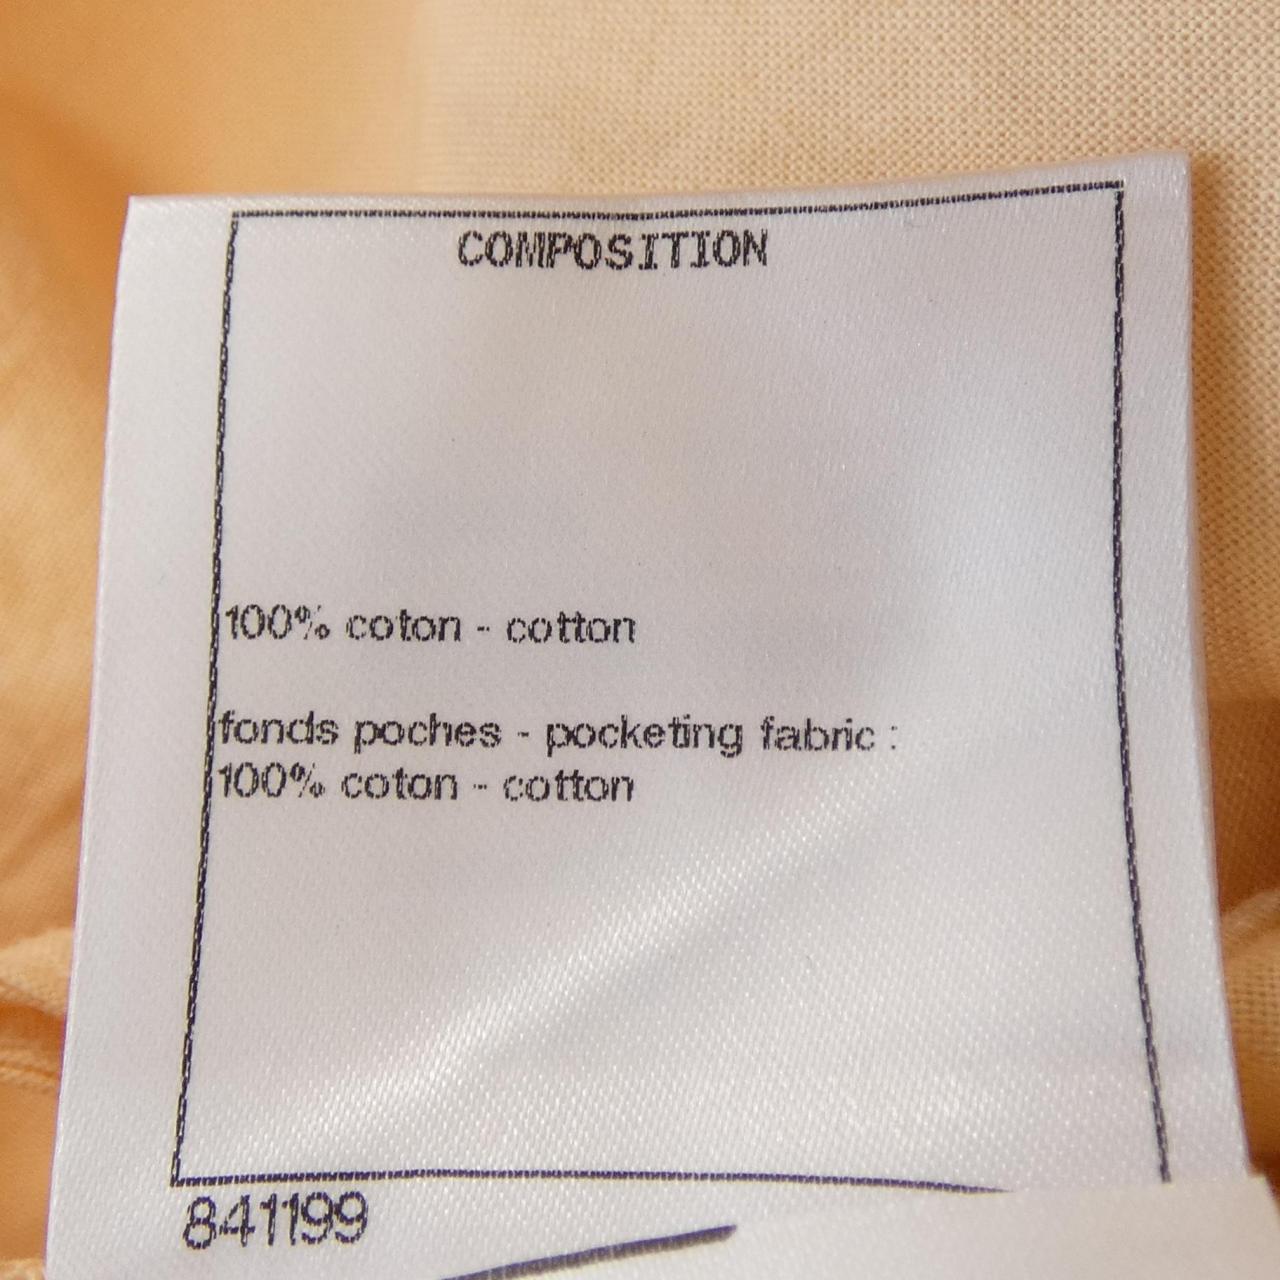 COMPOSITION
100% coton - cotton
fonds poches - pocketing fabric :
100% coton - cotton
841199